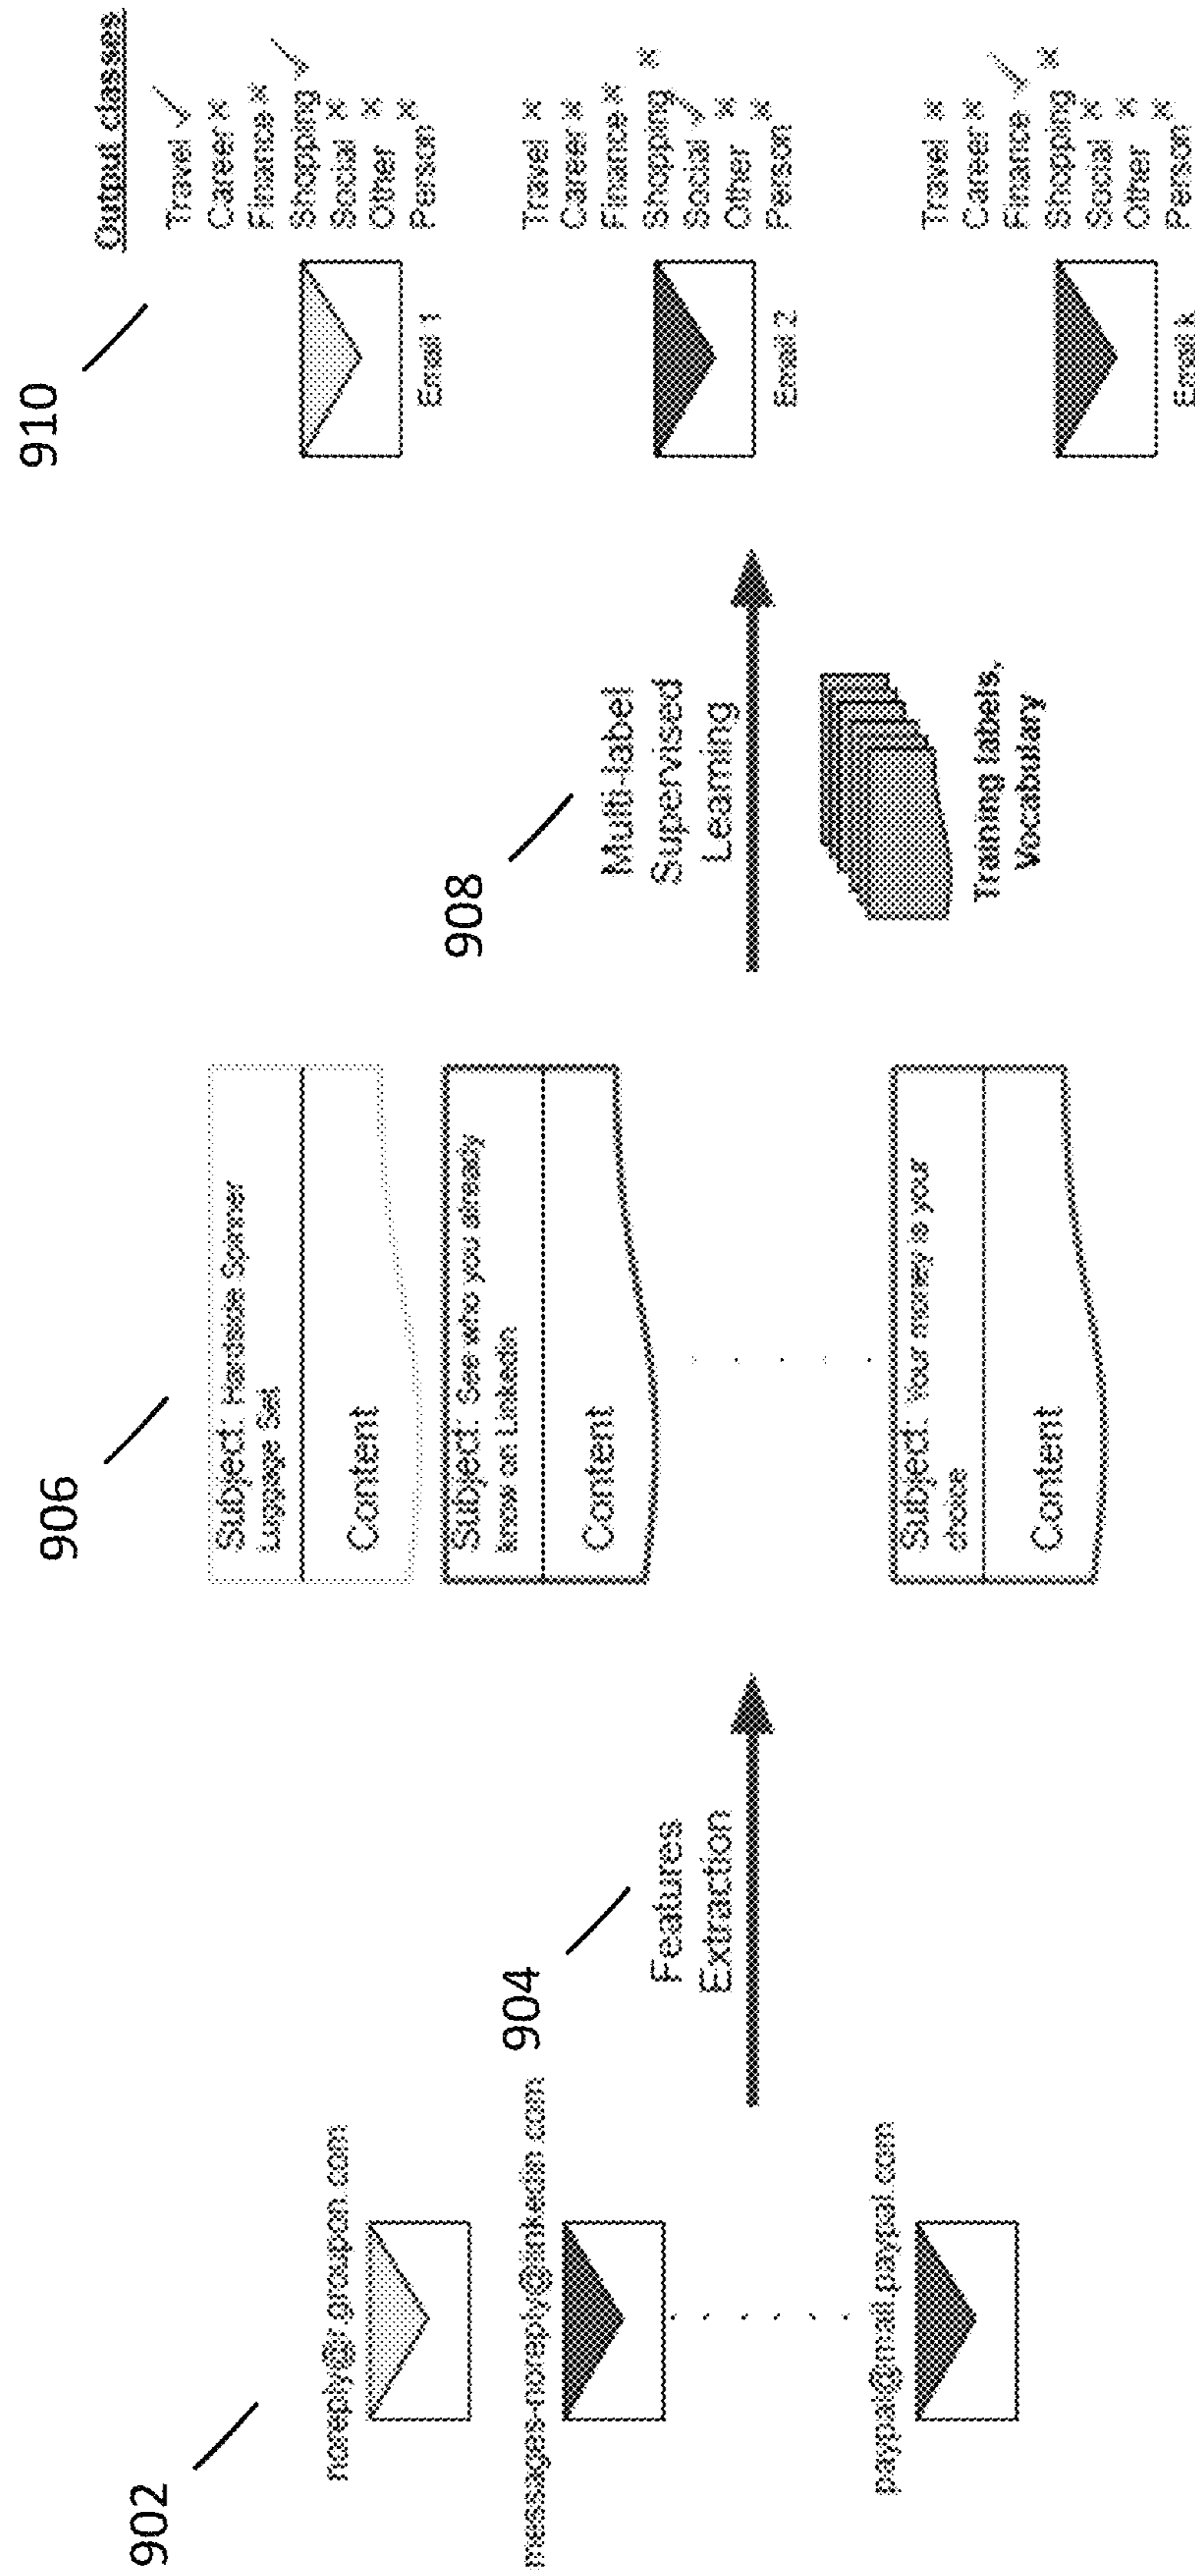 902
noreply@r.groupon.com
messages-noreply@linkedin.com
paypal@mail.paypal.com
904
Features
Extraction
906
Subject: Hardside Spinner
Luggage Set
Content
Subject: See who you already
know on LinkedIn
Content
Subject: Your money is your
choice
Content
908
Multi-label
Supervised
Learning
Training labels,
Vocabulary
910
Output classes
Travel ✓
Career ×
Finance ×
Shopping ✓
Social ×
Other ×
Person ×
Email 1
Travel ×
Career ×
Finance ×
Shopping ×
Social ✓
Other ×
Person ×
Email 2
Travel ×
Career ×
Finance ✓
Shopping ×
Social ×
Other ×
Person ×
Email k